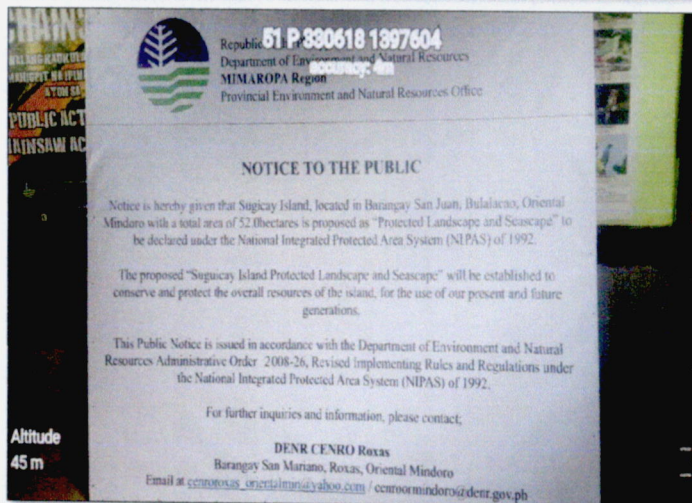 51 P 330618 1397604
accuracy: 4m
Republic
Department of Environment and Natural Resources
MIMAROPA Region
Provincial Environment and Natural Resources Office
PUBLIC ACT
NOTICE TO THE PUBLIC
Notice is hereby given that Sugicay Island, located in Barangay San Juan, Bulalacao, Oriental
Mindoro with a total area of 52.0hectares is proposed as “Protected Landscape and Seascape” to
be declared under the National Integrated Protected Area System (NIPAS) of 1992.
The proposed “Suguicay Island Protected Landscape and Seascape” will be established to
conserve and protect the overall resources of the island, for the use of our present and future
generations.
This Public Notice is issued in accordance with the Department of Environment and Natural
Resources Administrative Order 2008-26, Revised Implementing Rules and Regulations under
the National Integrated Protected Area System (NIPAS) of 1992.
For further inquiries and information, please contact;
DENR CENRO Roxas
Barangay San Mariano, Roxas, Oriental Mindoro
Email at cenroroxas_orientalmin@yahoo.com / cenroormindoro@denr.gov.ph
Altitude
45 m